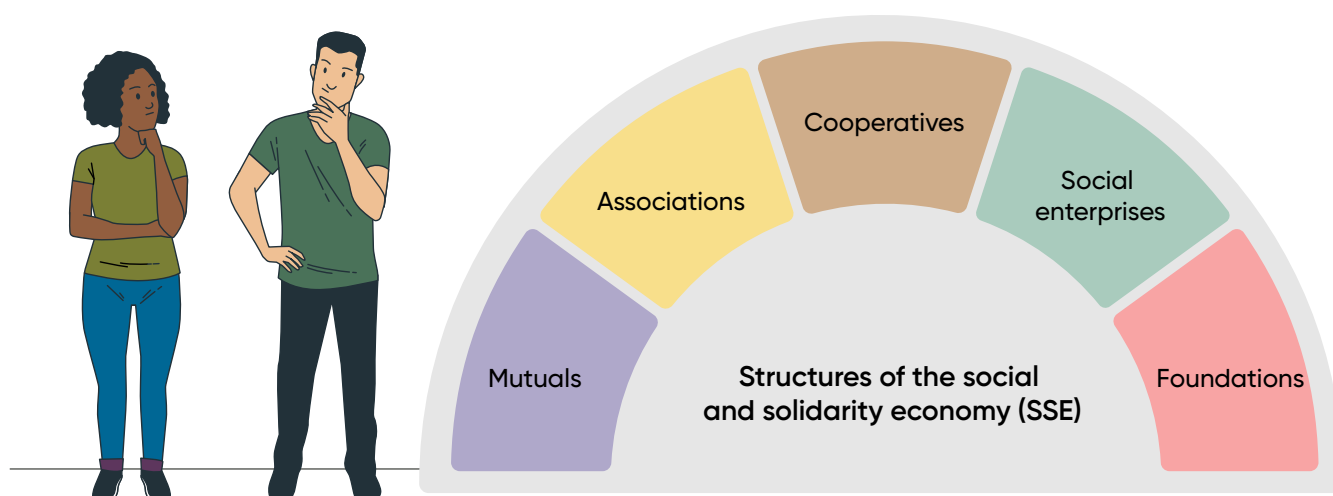 Mutuals
Associations
Cooperatives
Social
enterprises
Foundations
Structures of the social
and solidarity economy (SSE)